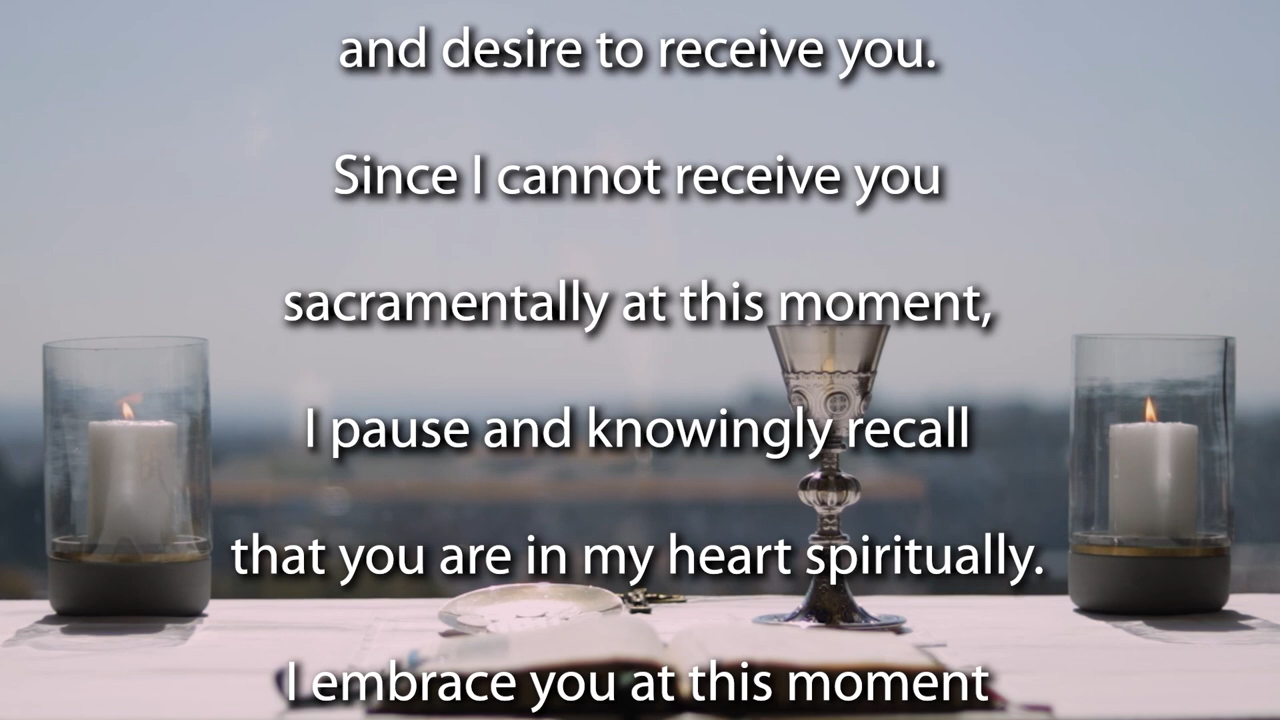 and desire to receive you.
Since I cannot receive you
sacramentally at this moment,
I pause and knowingly recall
that you are in my heart spiritually.
I embrace you at this moment